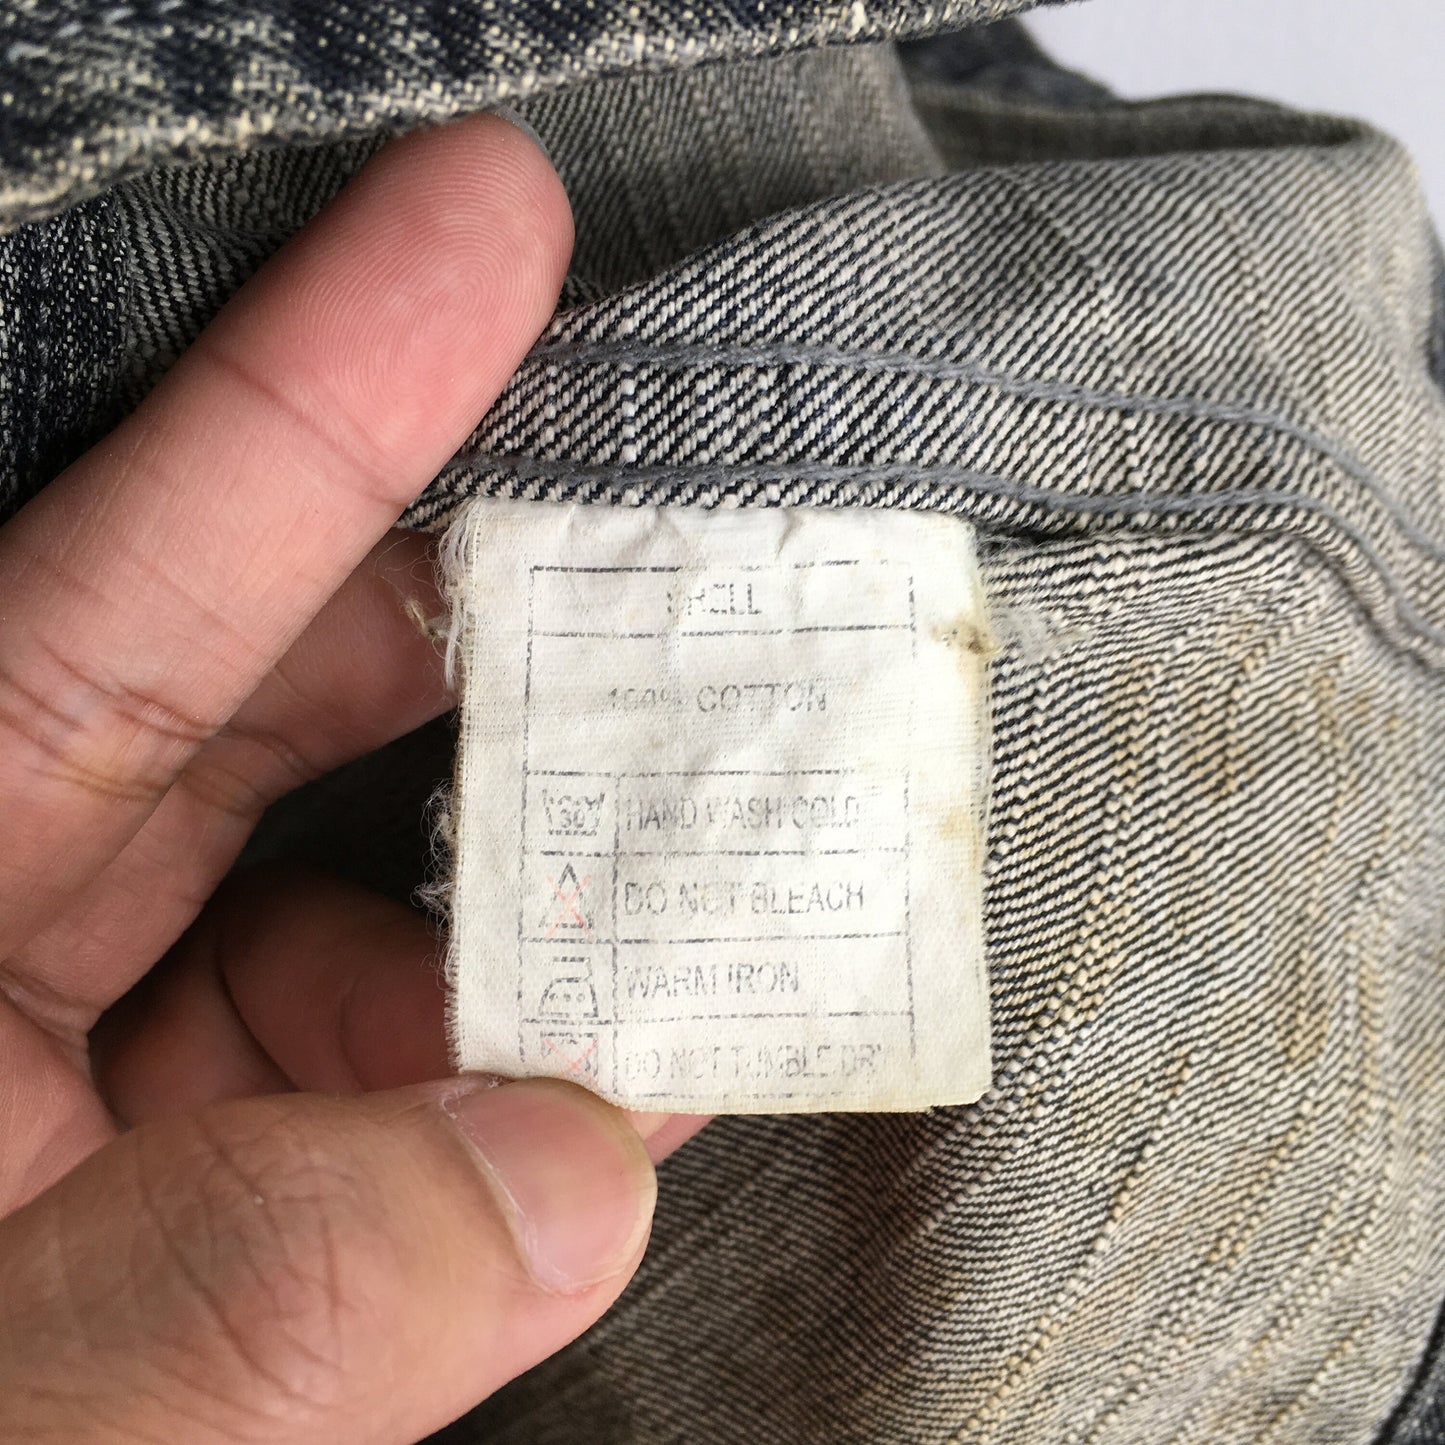 SHELL
100% COTTON
30 HAND WASH COLD
DO NOT BLEACH
WARM IRON
DO NOT TUMBLE DRY